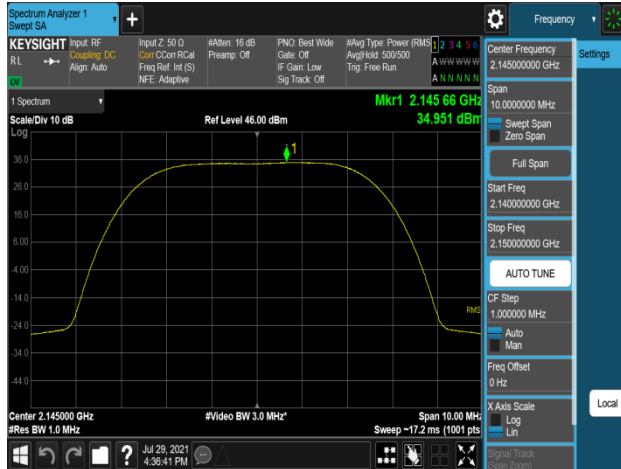 Spectrum Analyzer 1
Swept SA
Frequency
KEYSIGHT
Input: RF
Input Z: 50 Ω
#Atten: 16 dB
PNO: Best Wide
#Avg Type: Power (RMS
1 2 3 4 5 6
RL
Coupling: DC
Corr CCorr RCal
Preamp: Off
Gate: Off
Avg|Hold: 500/500
A W W W W W
Align: Auto
Freq Ref: Int (S)
IF Gain: Low
Trig: Free Run
NFE: Adaptive
Sig Track: Off
A N N N N N
1 Spectrum
Mkr1 2.145 66 GHz
Scale/Div 10 dB
Ref Level 46.00 dBm
34.951 dBm
Log
1
36.0
26.0
16.0
6.00
-4.00
-14.0
RMS
-24.0
-34.0
-44.0
Center 2.145000 GHz
#Video BW 3.0 MHz*
Span 10.00 MHz
#Res BW 1.0 MHz
Sweep ~17.2 ms (1001 pts
Jul 29, 2021
4:36:41 PM
Center Frequency
2.145000000 GHz
Settings
Span
10.0000000 MHz
Swept Span
Zero Span
Full Span
Start Freq
2.140000000 GHz
Stop Freq
2.150000000 GHz
AUTO TUNE
CF Step
1.000000 MHz
Auto
Man
Freq Offset
0 Hz
X Axis Scale
Log
Lin
Local
Signal Track
(Span Zoom)